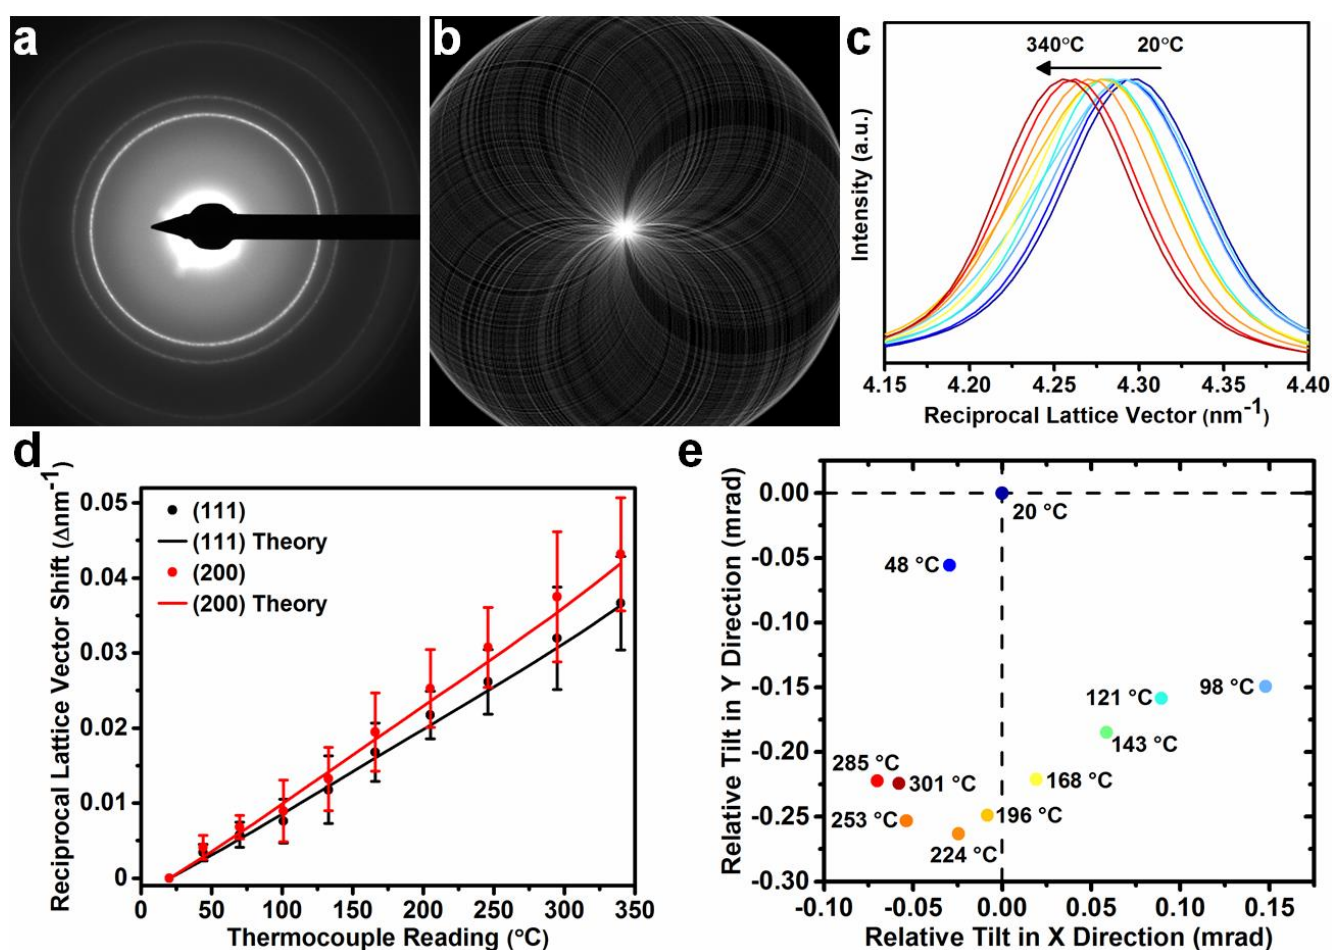 a
b
c
340°C
20°C
Intensity (a.u.)
4.15
4.20
4.25
4.30
4.35
4.40
Reciprocal Lattice Vector (nm-1)
d
Reciprocal Lattice Vector Shift (Δnm-1)
0.05
0.04
0.03
0.02
0.01
0
(111)
(111) Theory
(200)
(200) Theory
0
50
100
150
200
250
300
350
Thermocouple Reading (°C)
e
Relative Tilt in Y Direction (mrad)
0.00
-0.05
-0.10
-0.15
-0.20
-0.25
-0.30
20 °C
48 °C
121 °C
98 °C
143 °C
285 °C
301 °C
168 °C
253 °C
196 °C
224 °C
-0.10
-0.05
0.00
0.05
0.10
0.15
Relative Tilt in X Direction (mrad)